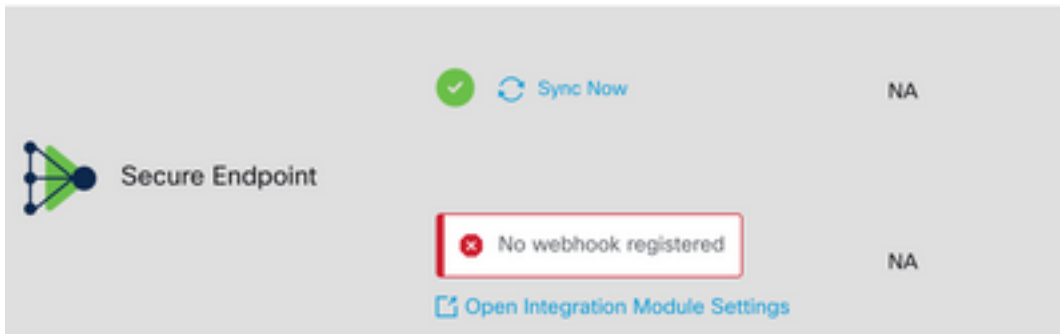 Sync Now
NA
Secure Endpoint
No webhook registered
NA
Open Integration Module Settings